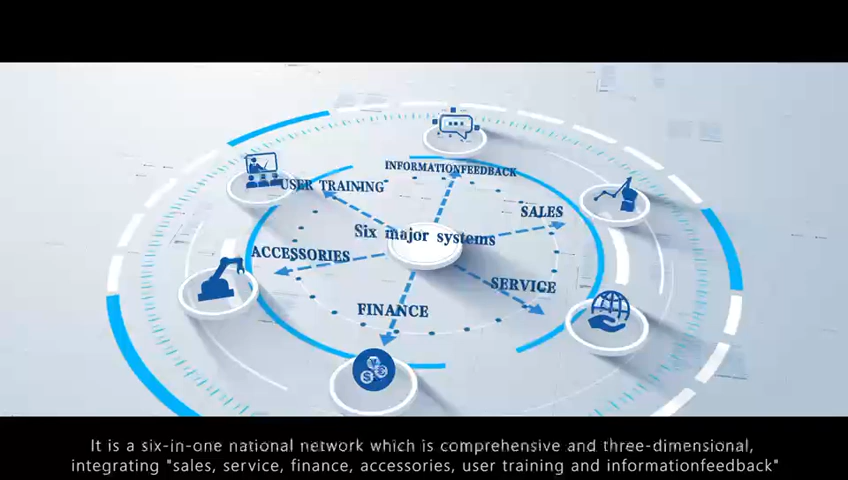 INFORMATIONFEEDBACK
USER TRAINING
SALES
Six major systems
ACCESSORIES
SERVICE
FINANCE
It is a six-in-one national network which is comprehensive and three-dimensional,
integrating "sales, service, finance, accessories, user training and informationfeedback"